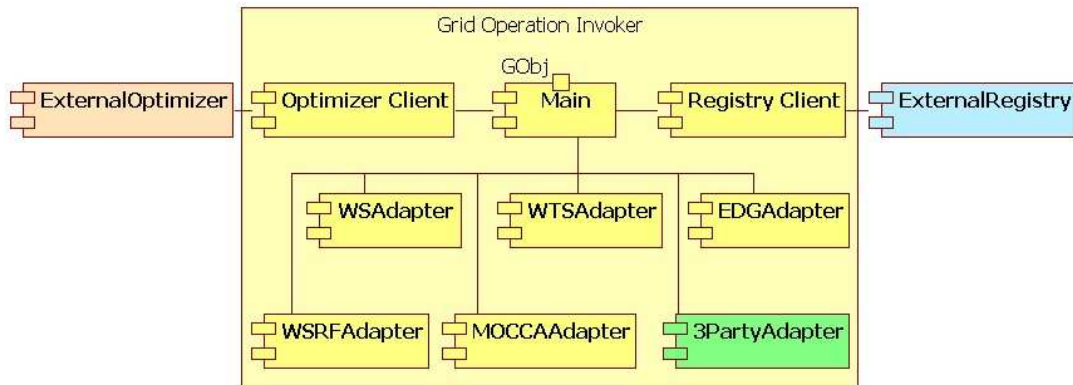 Grid Operation Invoker
GObj
ExternalOptimizer
Optimizer Client
Main
Registry Client
ExternalRegistry
WSAdapter
WTSAdapter
EDGAdapter
WSRFAdapter
MOCCAAdapter
3PartyAdapter